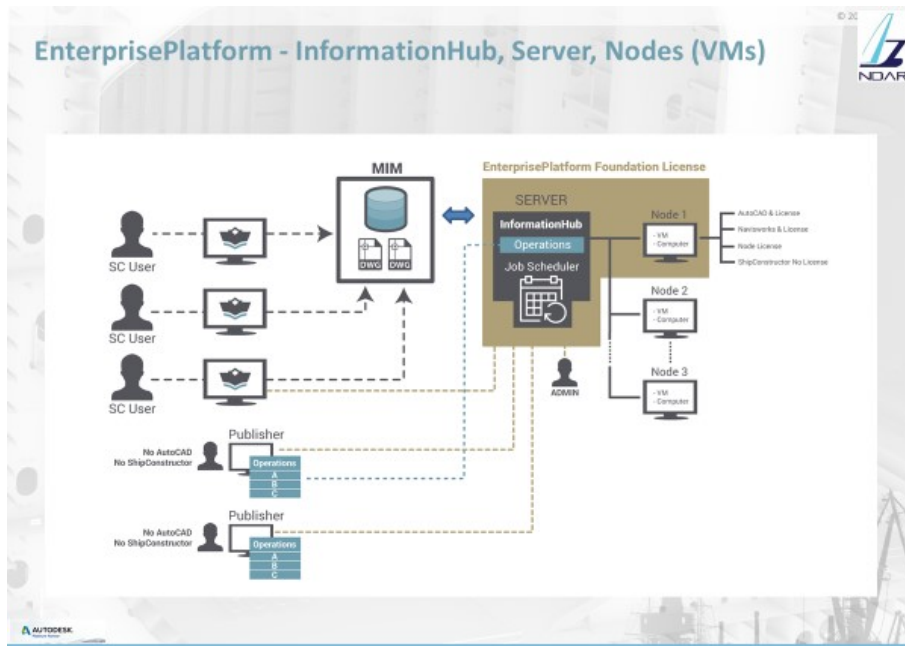 © 20
EnterprisePlatform - InformationHub, Server, Nodes (VMs)
NDAR
MIM
DWG DWG
SC User
SC User
SC User
EnterprisePlatform Foundation License
SERVER
InformationHub
Operations
Job Scheduler
ADMIN
Node 1
- VM
- Computer
AutoCAD & License
Navisworks & License
Node License
ShipConstructor No License
Node 2
- VM
- Computer
Node 3
- VM
- Computer
Publisher
No AutoCAD
No ShipConstructor
Operations
A
B
C
Publisher
No AutoCAD
No ShipConstructor
Operations
A
B
C
AUTODESK